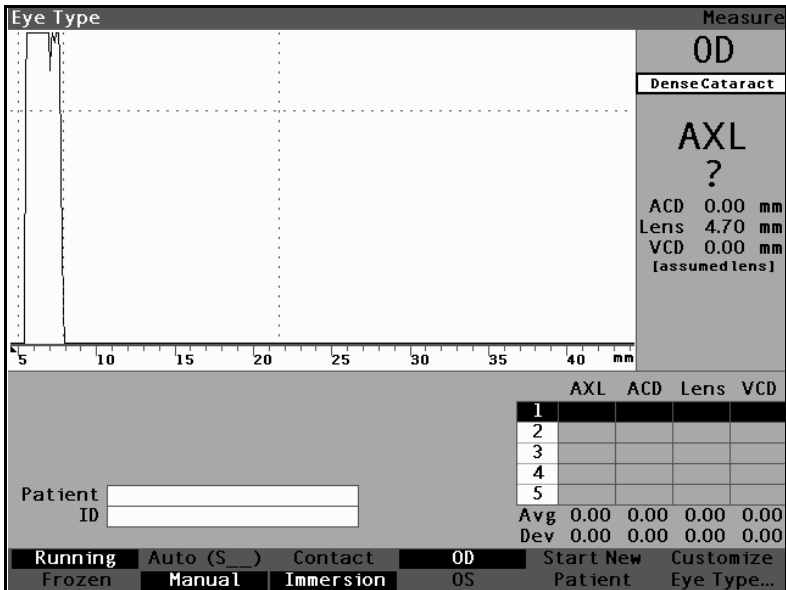 Eye Type Measure
OD
DenseCataract
AXL
?
ACD 0.00 mm
Lens 4.70 mm
VCD 0.00 mm
[assumed lens]
5 10 15 20 25 30 35 40 mm
AXL ACD Lens VCD
1
2
3
4
5
Patient
ID
Avg 0.00 0.00 0.00 0.00
Dev 0.00 0.00 0.00 0.00
Running Auto (S__) Contact OD Start New Customize
Frozen Manual Immersion OS Patient Eye Type...